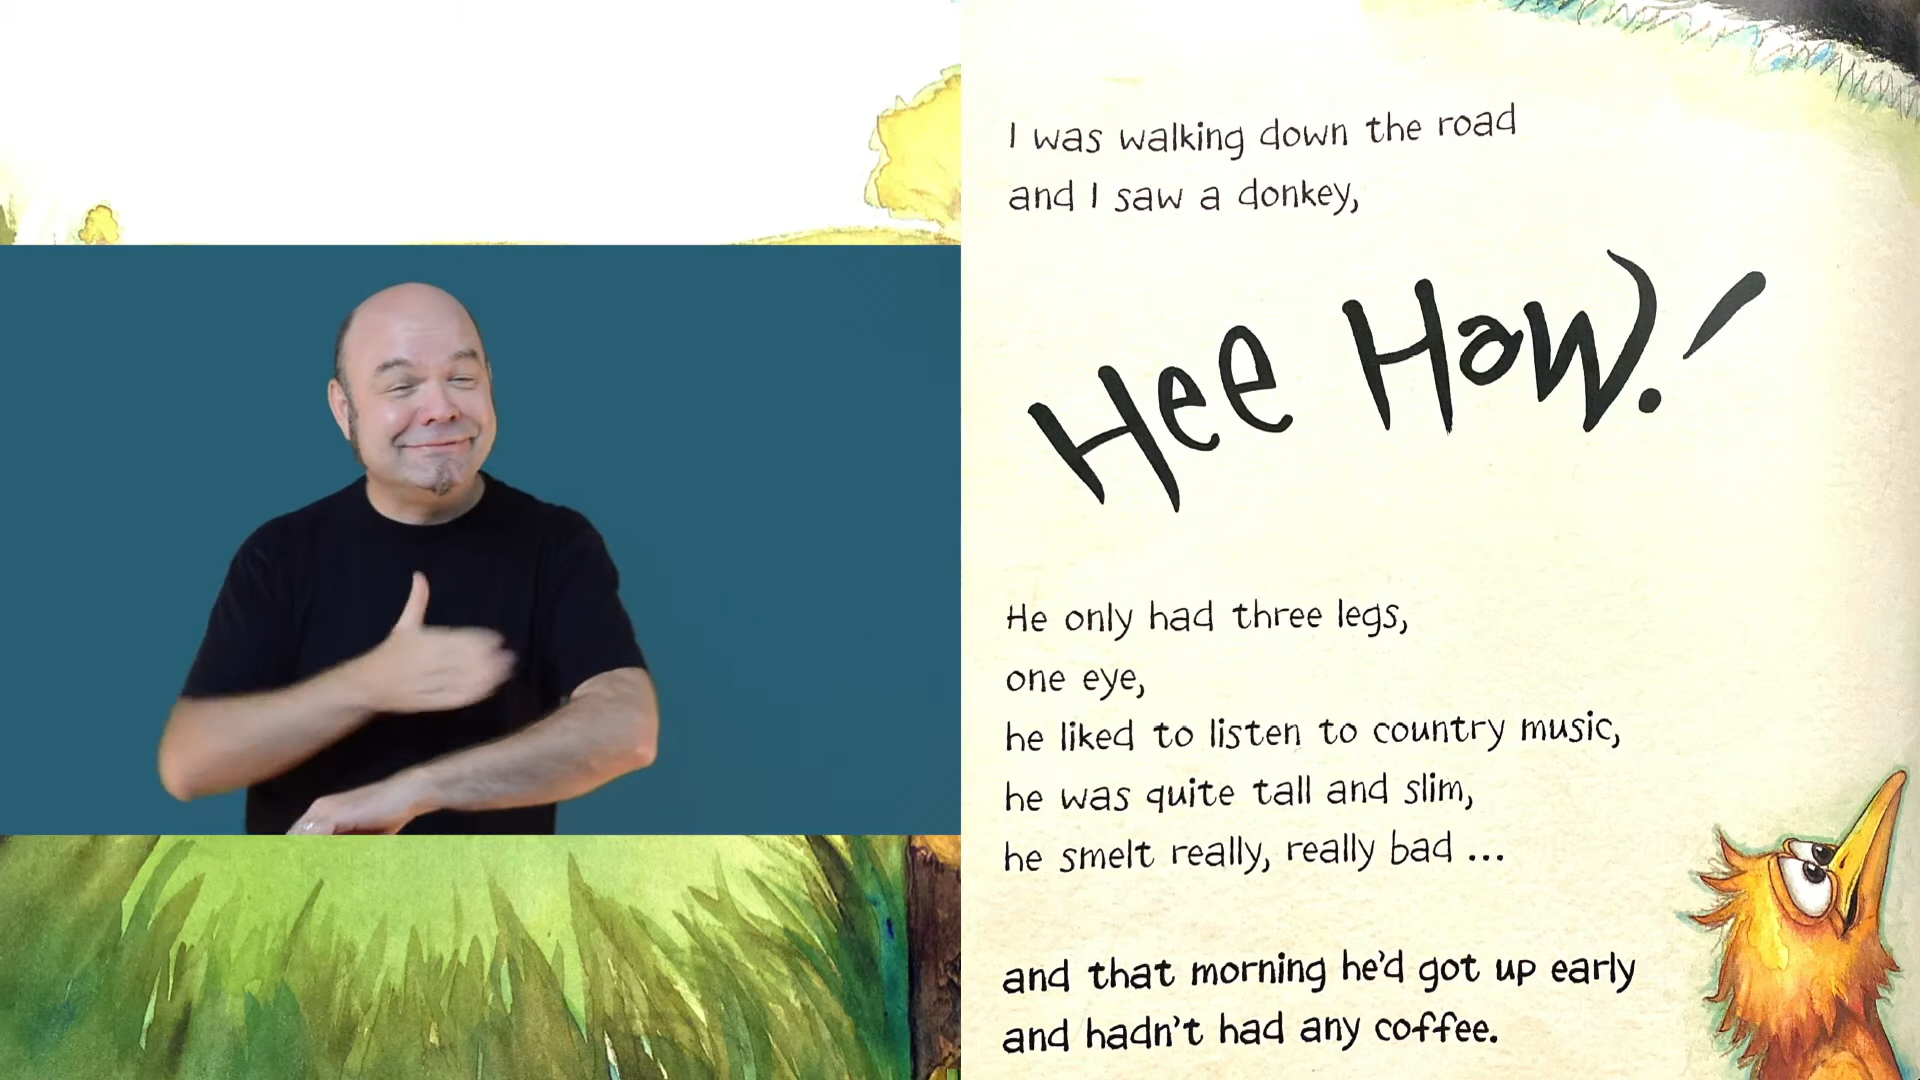 I was walking down the road
and I saw a donkey,
Hee Haw!
He only had three legs,
one eye,
he liked to listen to country music,
he was quite tall and slim,
he smelt really, really bad ...
and that morning he'd got up early
and hadn't had any coffee.